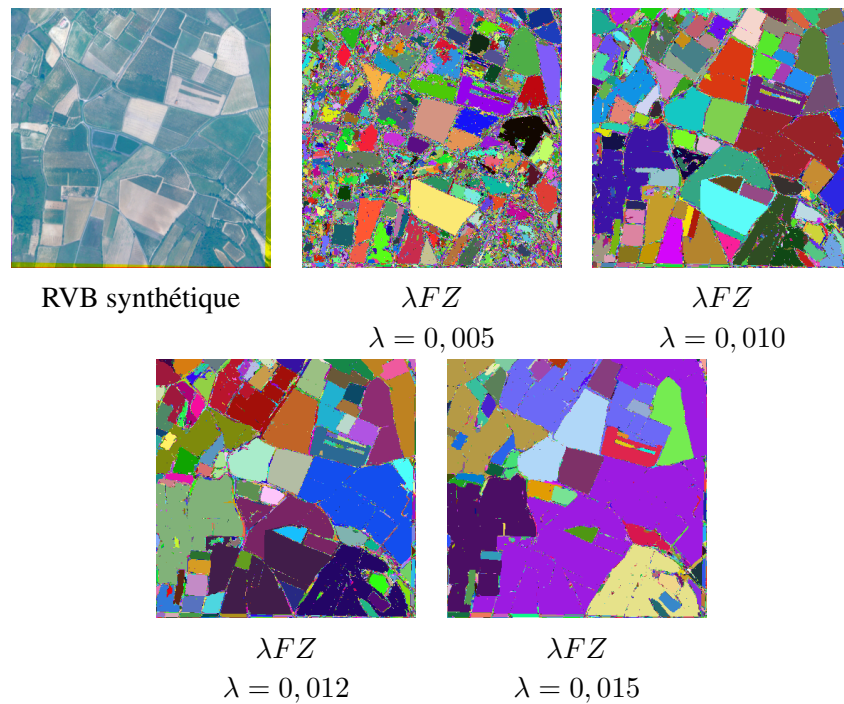 RVB synthétique
λFZ
λ = 0, 005
λFZ
λ = 0, 010
λFZ
λ = 0, 012
λFZ
λ = 0, 015